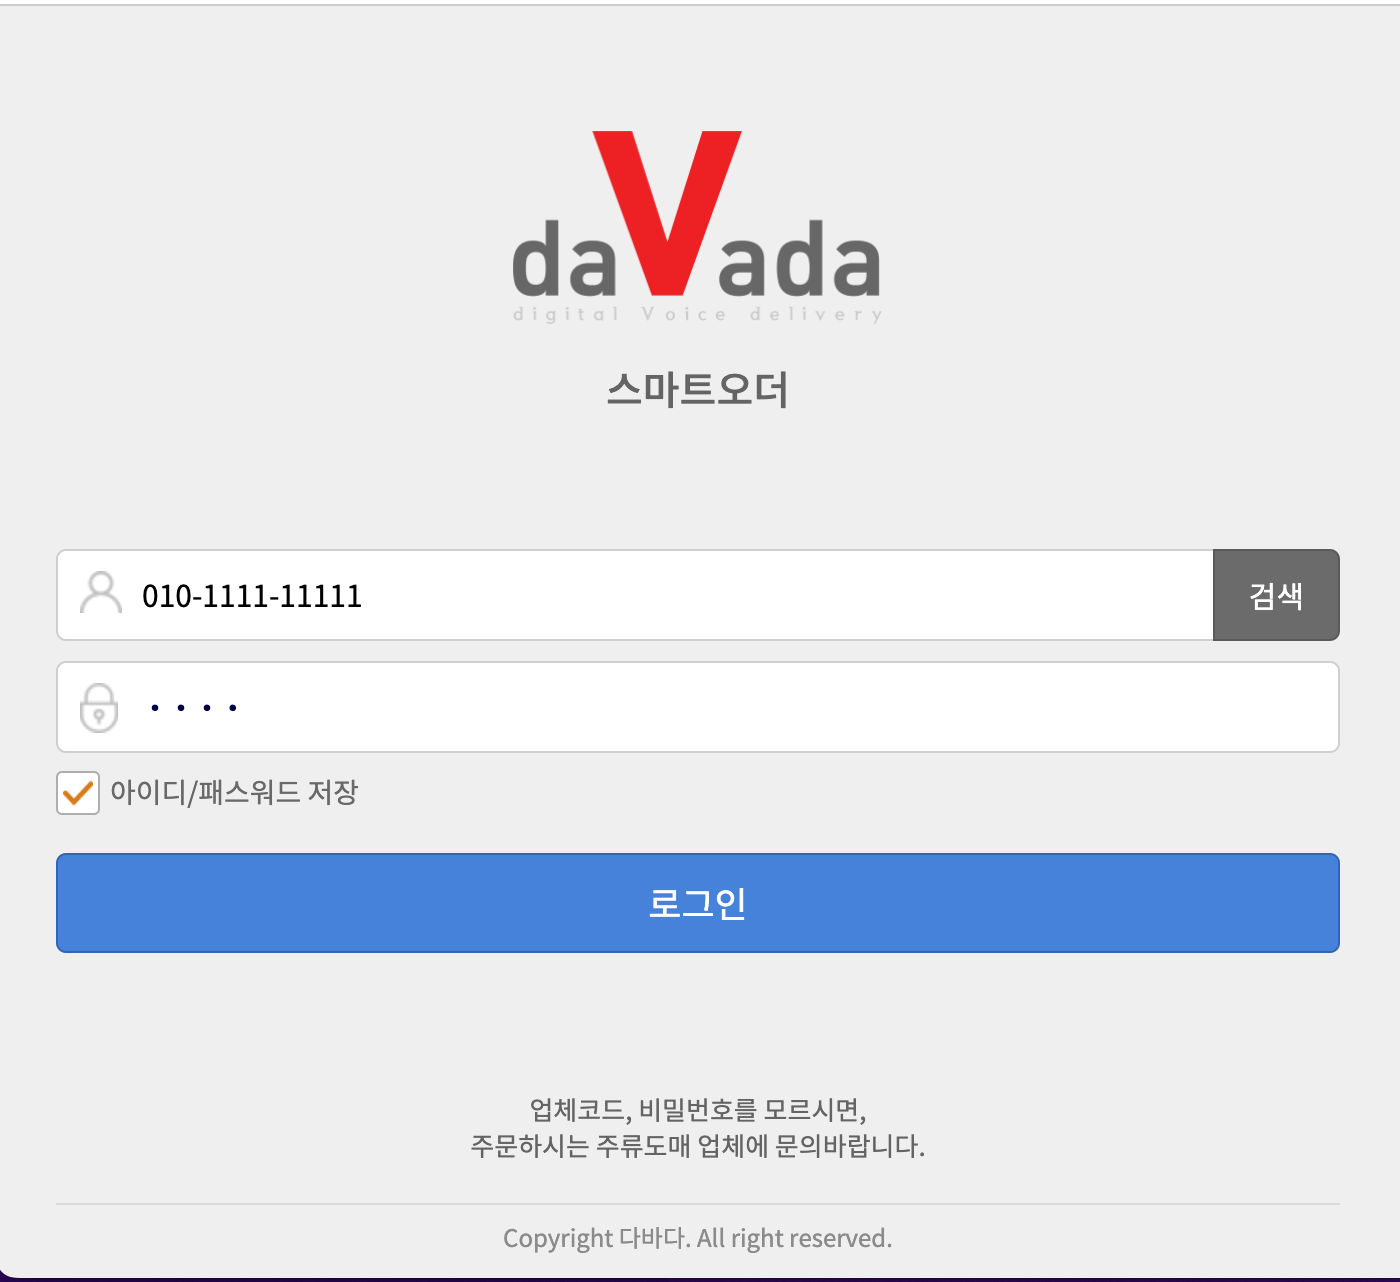 daVada
digital Voice delivery
스마트오더
010-1111-11111
검색
····
아이디/패스워드 저장
로그인
업체코드, 비밀번호를 모르시면,
주문하시는 주류도매 업체에 문의바랍니다.
Copyright 다바다. All right reserved.